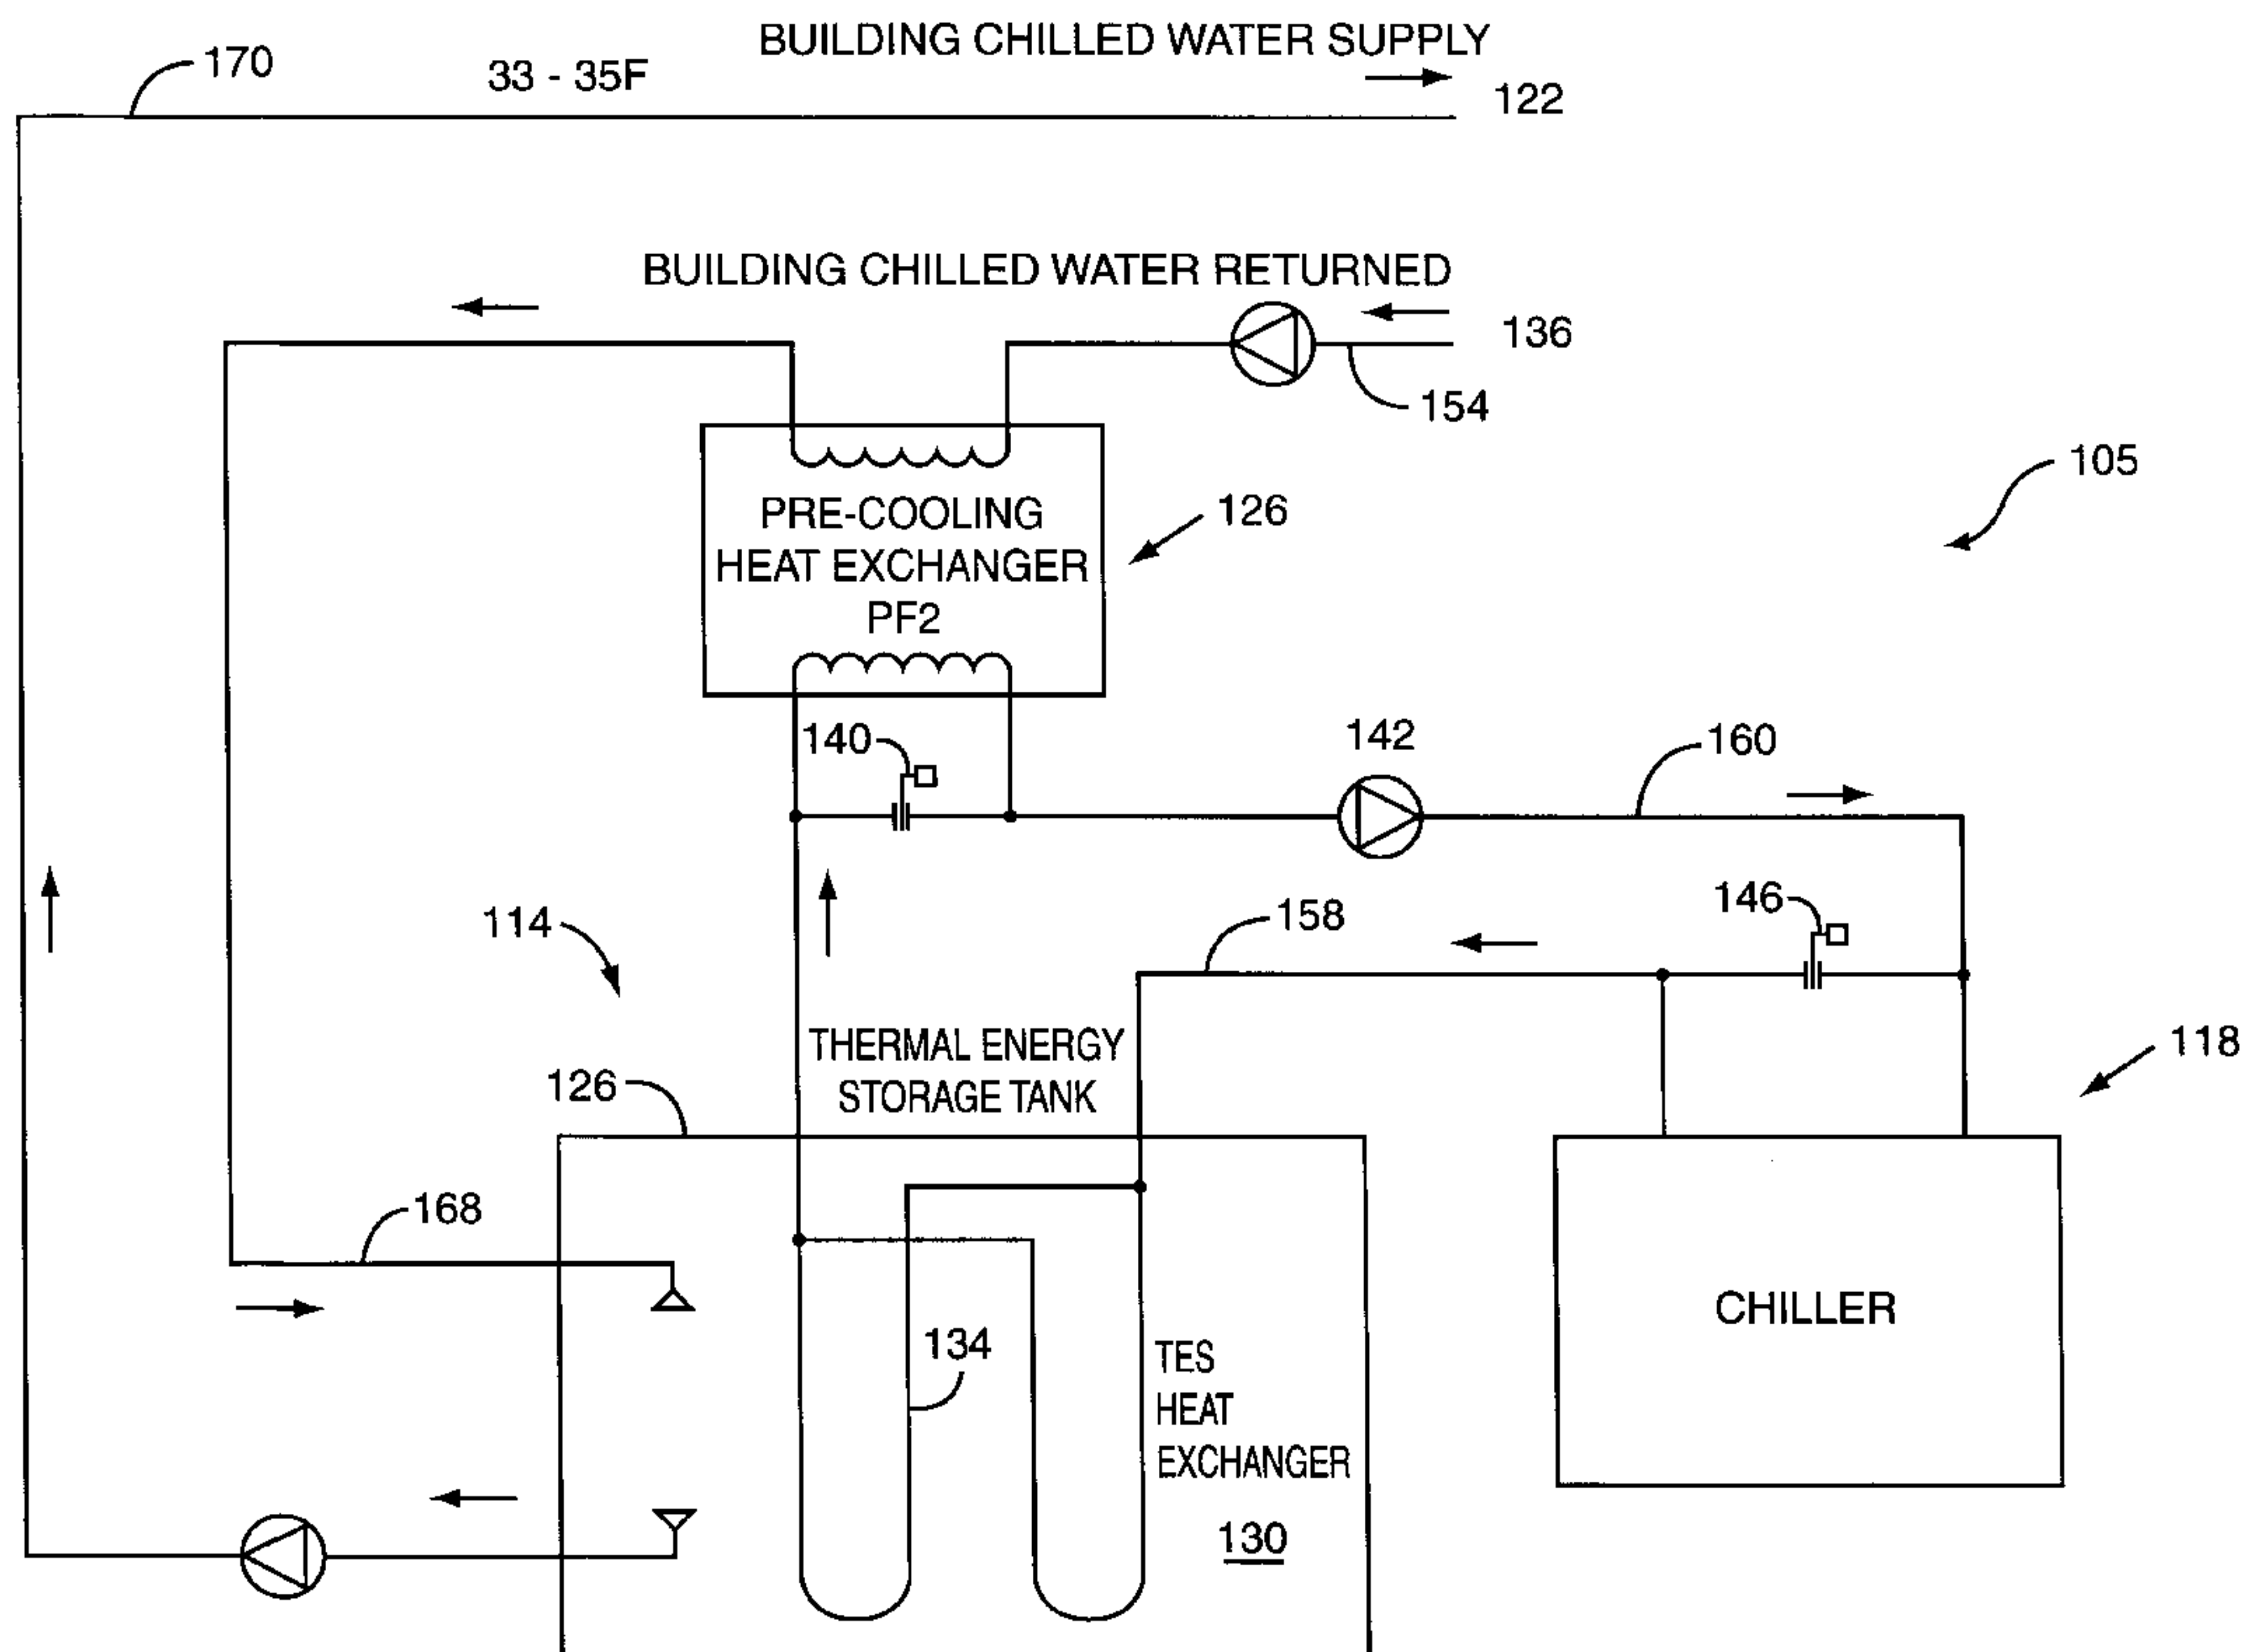 BUILDING CHILLED WATER SUPPLY
170
33 - 35F
122
BUILDING CHILLED WATER RETURNED
136
154
105
PRE-COOLING
HEAT EXCHANGER
PF2
126
140
142
160
146
114
158
THERMAL ENERGY
STORAGE TANK
118
126
168
134
TES
HEAT
EXCHANGER
130
CHILLER